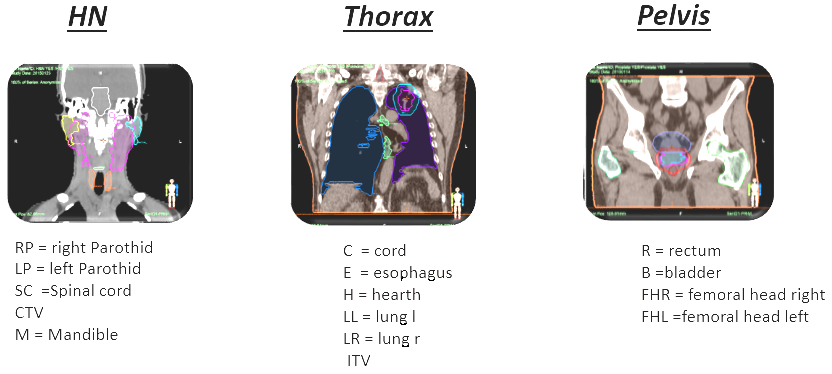 HN
Thorax
Pelvis
RP = right Parothid
LP = left Parothid
SC =Spinal cord
CTV
M = Mandible
C = cord
E = esophagus
H = hearth
LL = lung l
LR = lung r
ITV
R = rectum
B =bladder
FHR = femoral head right
FHL =femoral head left